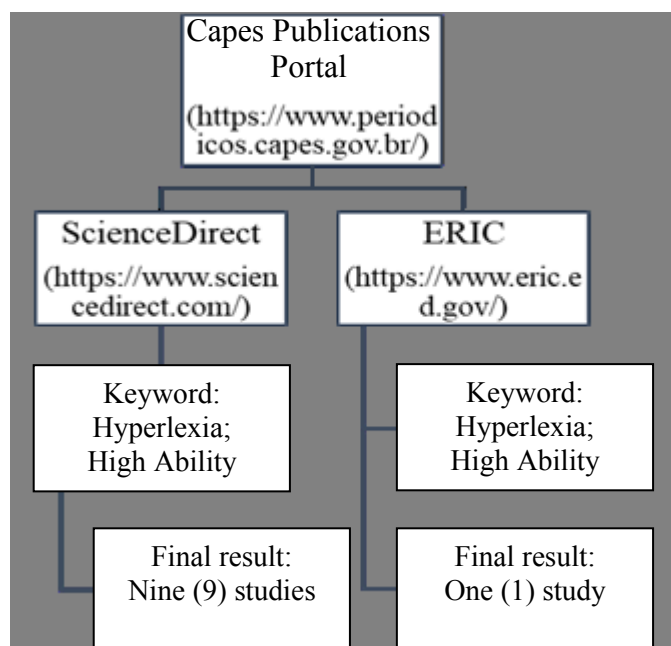 Capes Publications
Portal
(https://www.period
icos.capes.gov.br/)
ScienceDirect
(https://www.scien
cedirect.com/)
ERIC
(https://www.eric.e
d.gov/)
Keyword:
Hyperlexia;
High Ability
Keyword:
Hyperlexia;
High Ability
Final result:
Nine (9) studies
Final result:
One (1) study